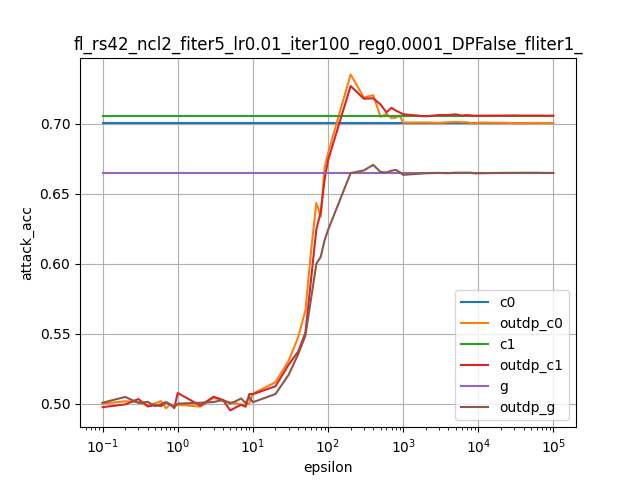 fl_rs42_ncl2_fiter5_lr0.01_iter100_reg0.0001_DPFalse_fliter1_
attack_acc
0.70
0.65
0.60
0.55
0.50
c0
outdp_c0
c1
outdp_c1
g
outdp_g
10⁻¹ 10⁰ 10¹ 10² 10³ 10⁴ 10⁵
epsilon